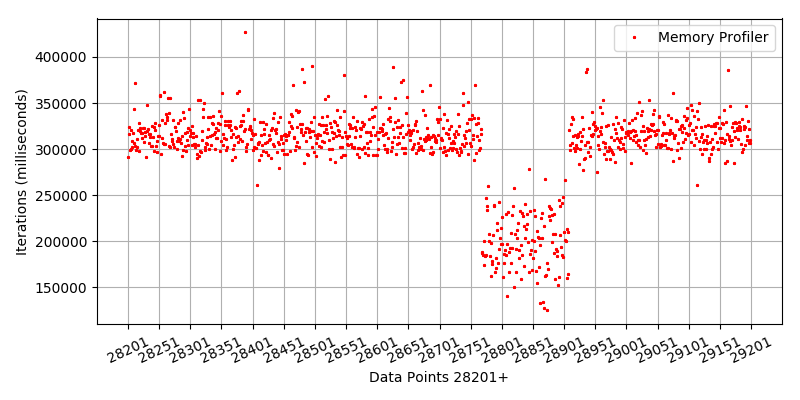 Memory Profiler
Iterations (milliseconds)
400000
350000
300000
250000
200000
150000
28201 28251 28301 28351 28401 28451 28501 28551 28601 28651 28701 28751 28801 28851 28901 28951 29001 29051 29101 29151 29201
Data Points 28201+